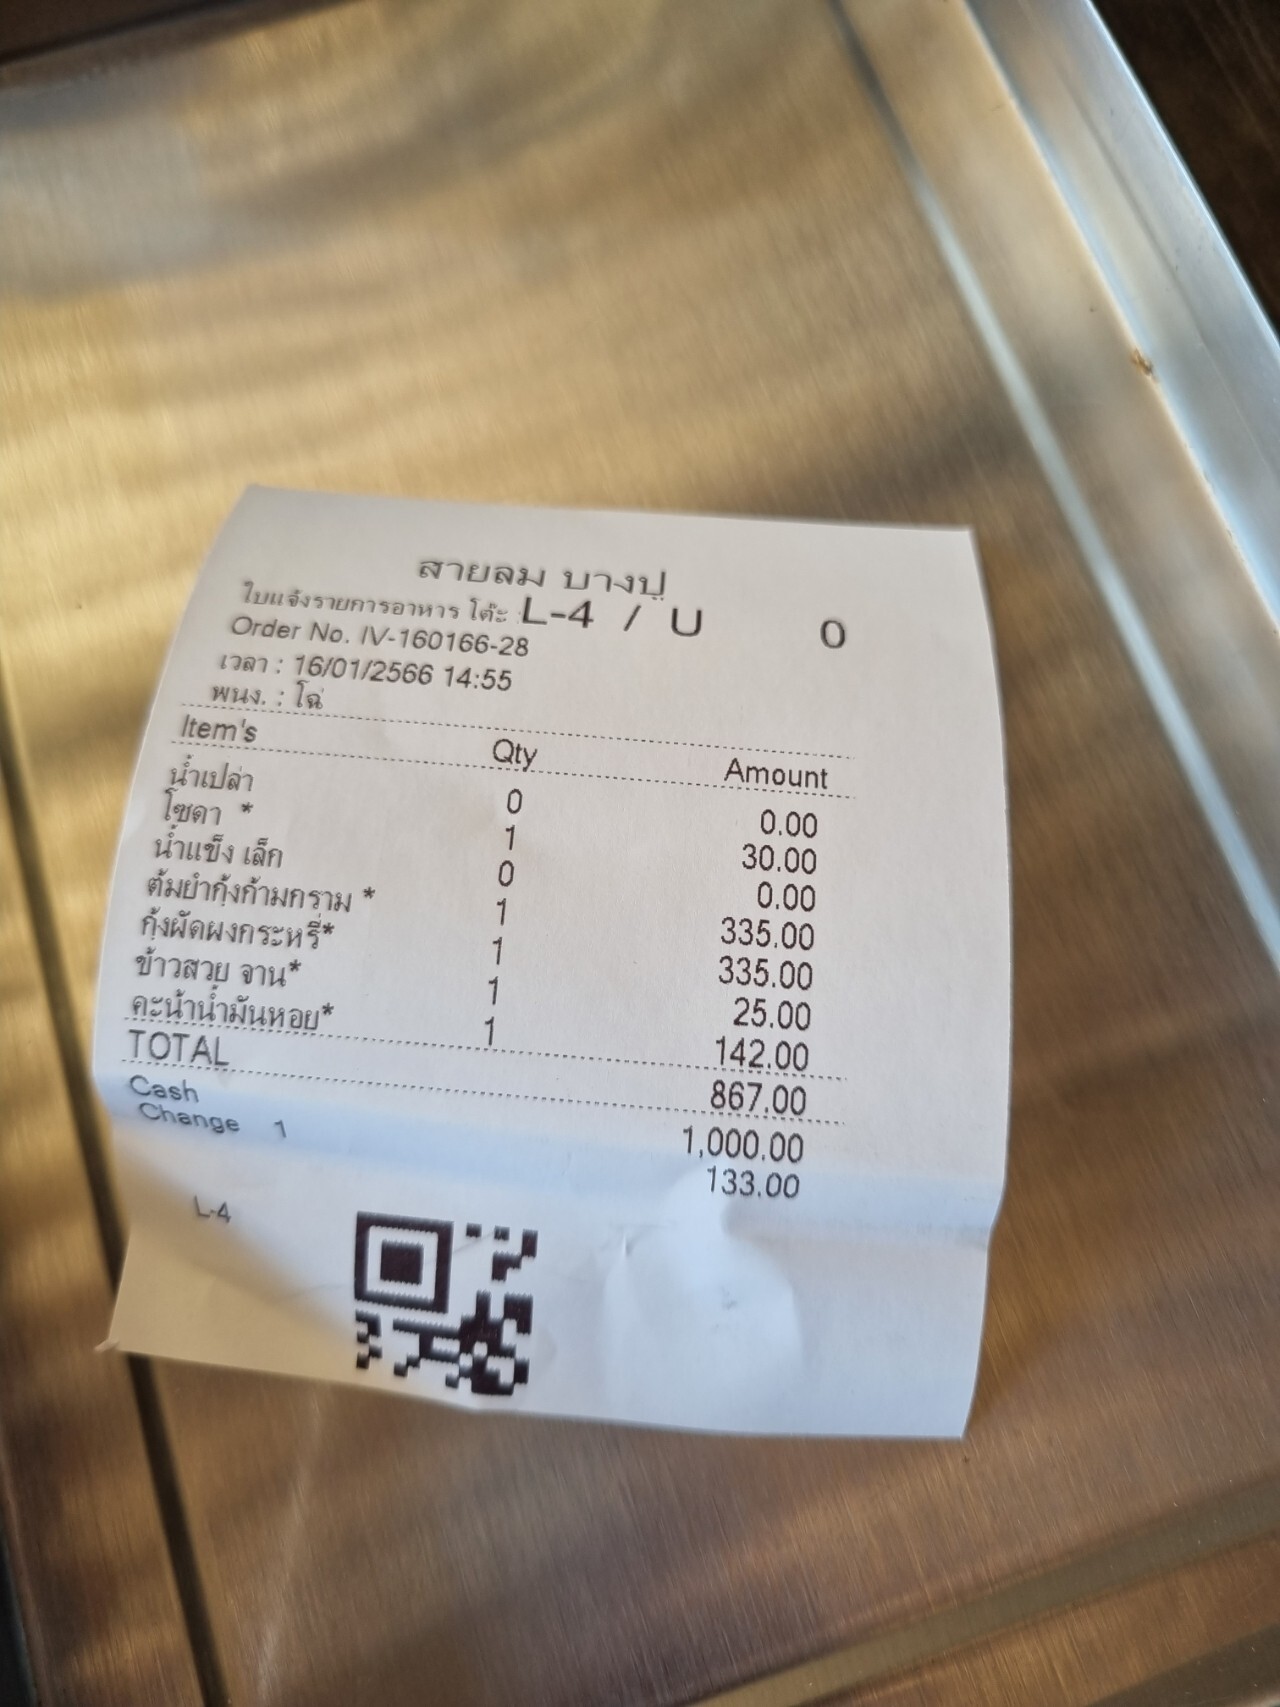 สายลม บางปู
ใบแจ้งรายการอาหาร โต๊ะ : L-4 / U 0
Order No. IV-160166-28
เวลา : 16/01/2566 14:55
พนง. : โฉ่
Item's Qty Amount
น้ำเปล่า 0 0.00
โซดา * 1 30.00
น้ำแข็ง เล็ก 0 0.00
ต้มยำกุ้งก้ามกราม * 1 335.00
กุ้งผัดผงกระหรี่* 1 335.00
ข้าวสวย จาน* 1 25.00
คะน้าน้ำมันหอย* 1 142.00
TOTAL 867.00
Cash 1,000.00
Change 1 133.00
L-4